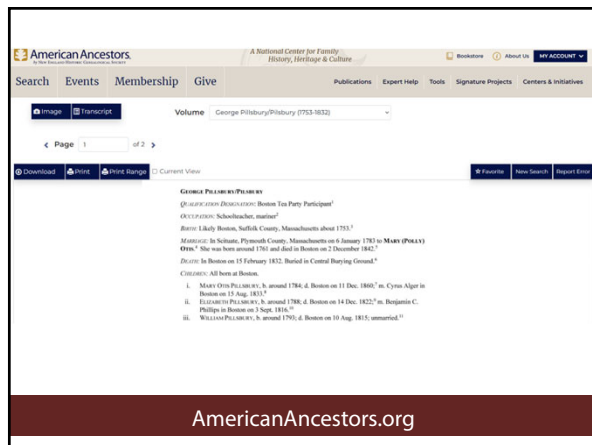 American Ancestors.
by NEW ENGLAND HISTORIC GENEALOGICAL SOCIETY
A National Center for Family
History, Heritage & Culture
Bookstore
About Us
MY ACCOUNT
Search Events Membership Give
Publications Expert Help Tools Signature Projects Centers & Initiatives
Image Transcript
Volume George Pillsbury/Pilsbury (1753-1832)
Page 1 of 2
Download Print Print Range Current View
Favorite New Search Report Error
GEORGE PILLSBURY/PILSBURY
QUALIFICATION DESIGNATION: Boston Tea Party Participant1
OCCUPATION: Schoolteacher, mariner2
BIRTH: Likely Boston, Suffolk County, Massachusetts about 1753.3
MARRIAGE: In Scituate, Plymouth County, Massachusetts on 6 January 1783 to MARY (POLLY)
OTIS.4 She was born around 1761 and died in Boston on 2 December 1842.5
DEATH: In Boston on 15 February 1832. Buried in Central Burying Ground.6
CHILDREN: All born at Boston.
i. MARY OTIS PILLSBURY, b. around 1784; d. Boston on 11 Dec. 1860;7 m. Cyrus Alger in
Boston on 15 Aug. 1833.8
ii. ELIZABETH PILLSBURY, b. around 1788; d. Boston on 14 Dec. 1822;9 m. Benjamin C.
Phillips in Boston on 3 Sept. 1816.10
iii. WILLIAM PILLSBURY, b. around 1793; d. Boston on 10 Aug. 1815; unmarried.11
AmericanAncestors.org